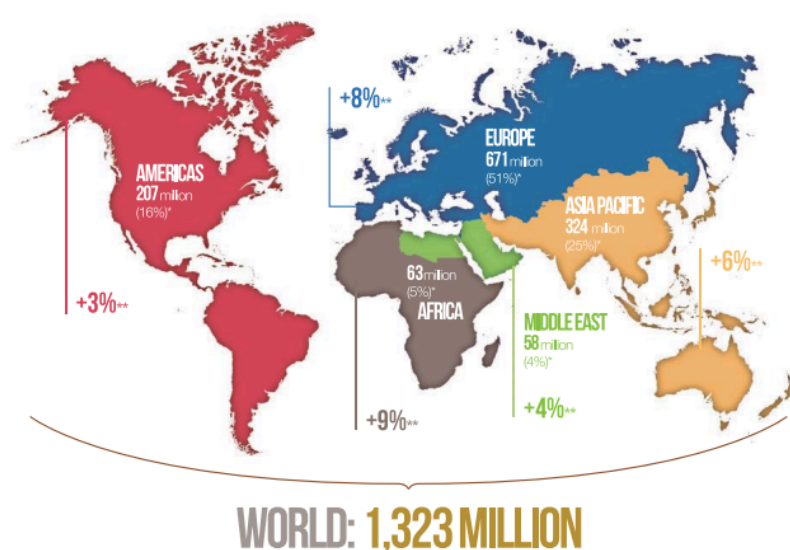 +8%**
EUROPE
671 million
(51%)*
AMERICAS
207 million
(16%)*
ASIA PACIFIC
324 million
(25%)*
+6%**
63 million
(5%)*
AFRICA
+3%**
MIDDLE EAST
58 million
(4%)*
+9%**
+4%**
WORLD: 1,323 MILLION